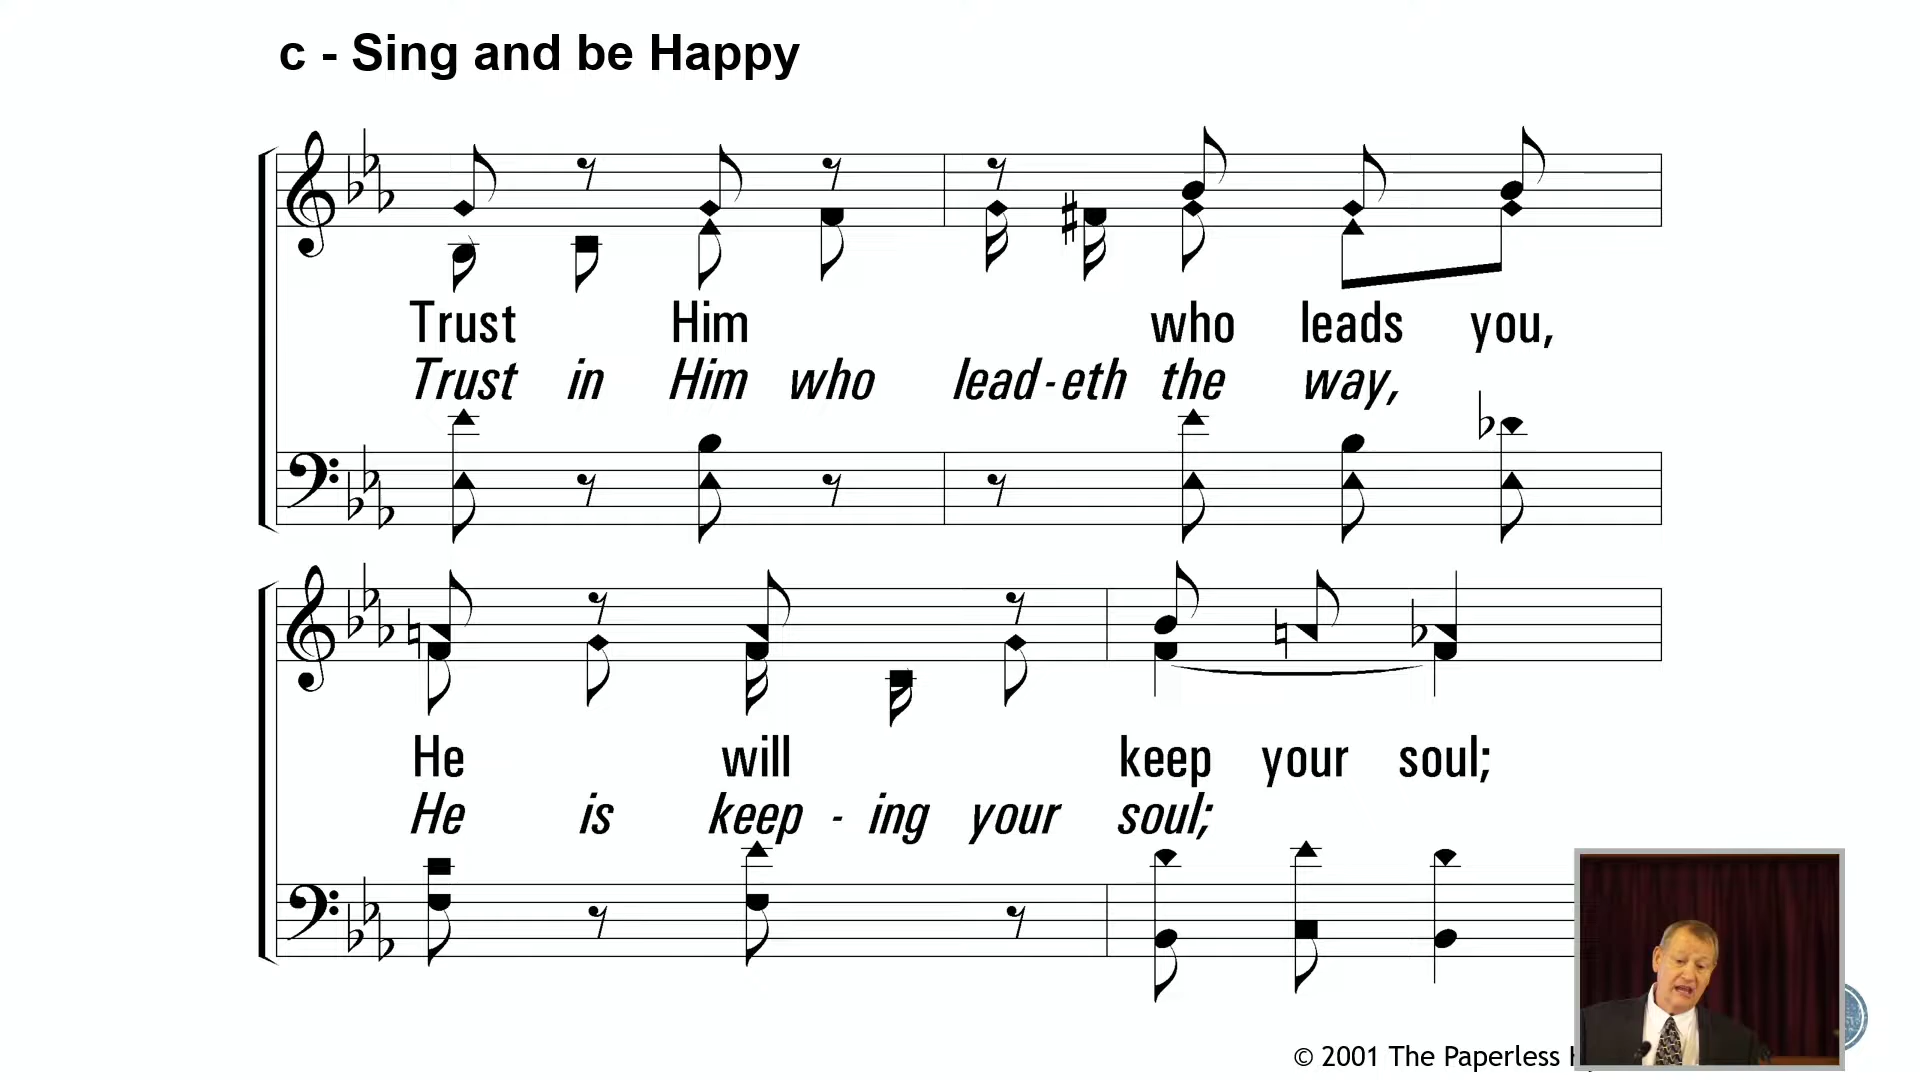 c - Sing and be Happy
Trust Him who leads you,
Trust in Him who lead-eth the way,
He will keep your soul;
He is keep - ing your soul;
© 2001 The Paperless